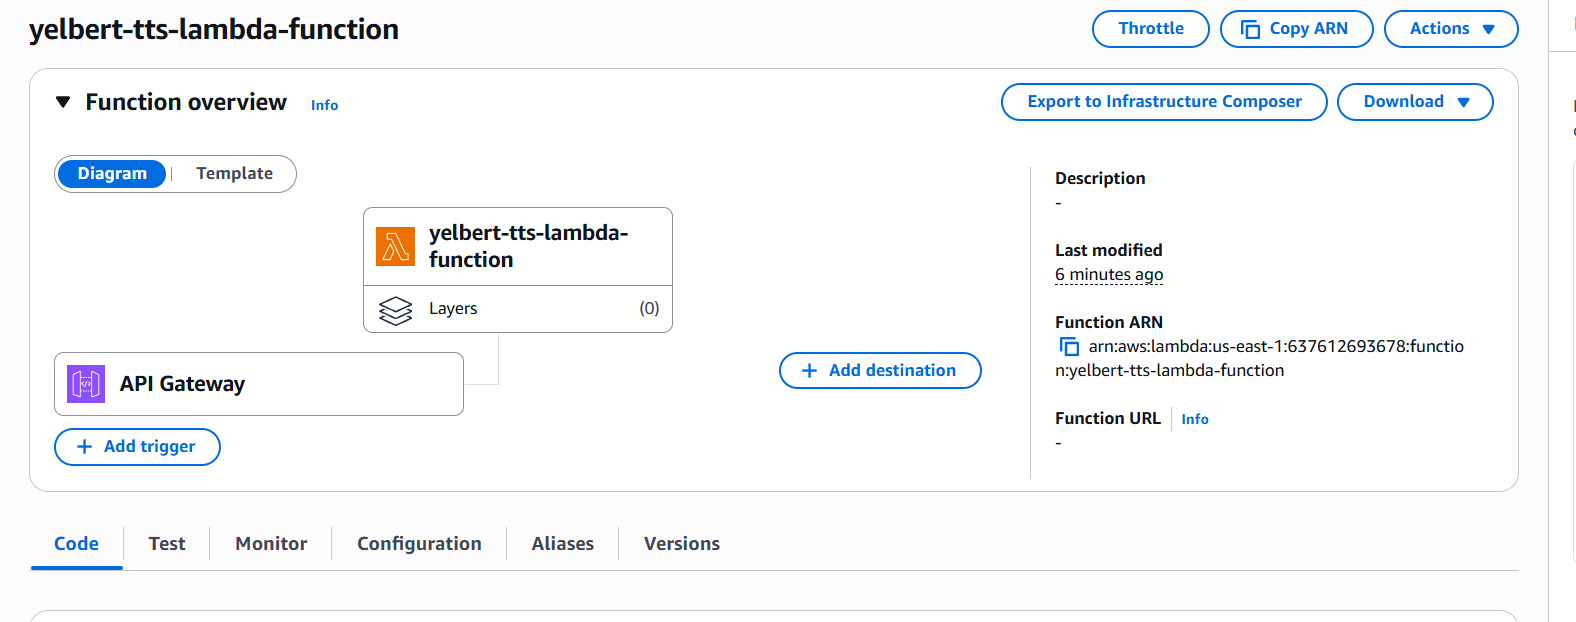 yelbert-tts-lambda-function
Throttle
Copy ARN
Actions
Function overview
Info
Export to Infrastructure Composer
Download
Diagram
Template
yelbert-tts-lambda-
function
Layers
(0)
API Gateway
+ Add trigger
+ Add destination
Description
-
Last modified
6 minutes ago
Function ARN
arn:aws:lambda:us-east-1:637612693678:functio
n:yelbert-tts-lambda-function
Function URL
Info
-
Code
Test
Monitor
Configuration
Aliases
Versions